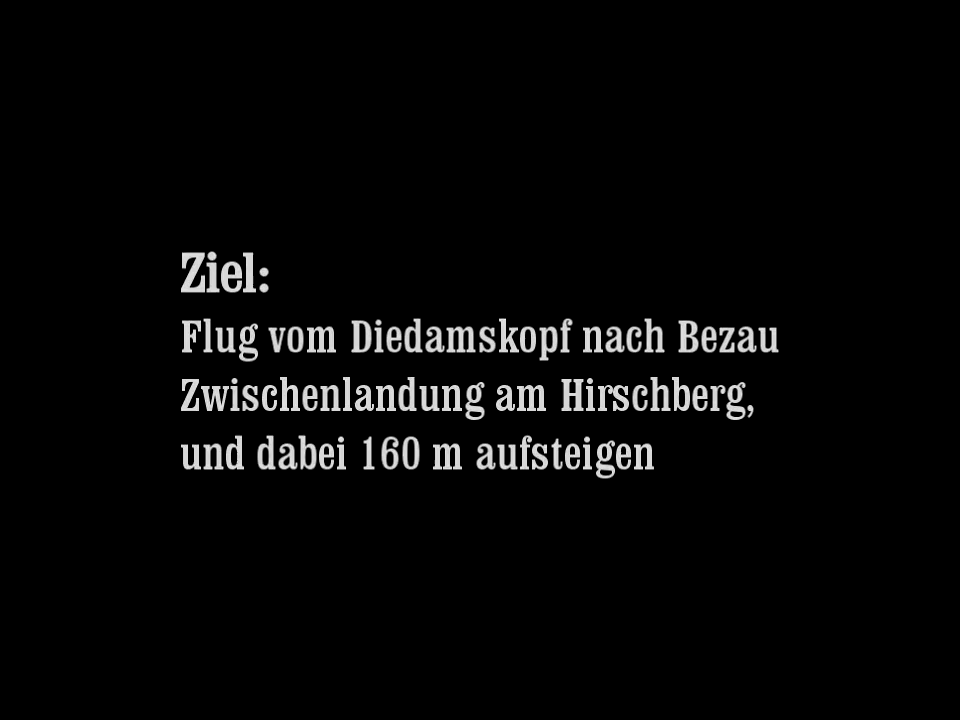 Ziel:
Flug vom Diedamskopf nach Bezau
Zwischenlandung am Hirschberg,
und dabei 160 m aufsteigen